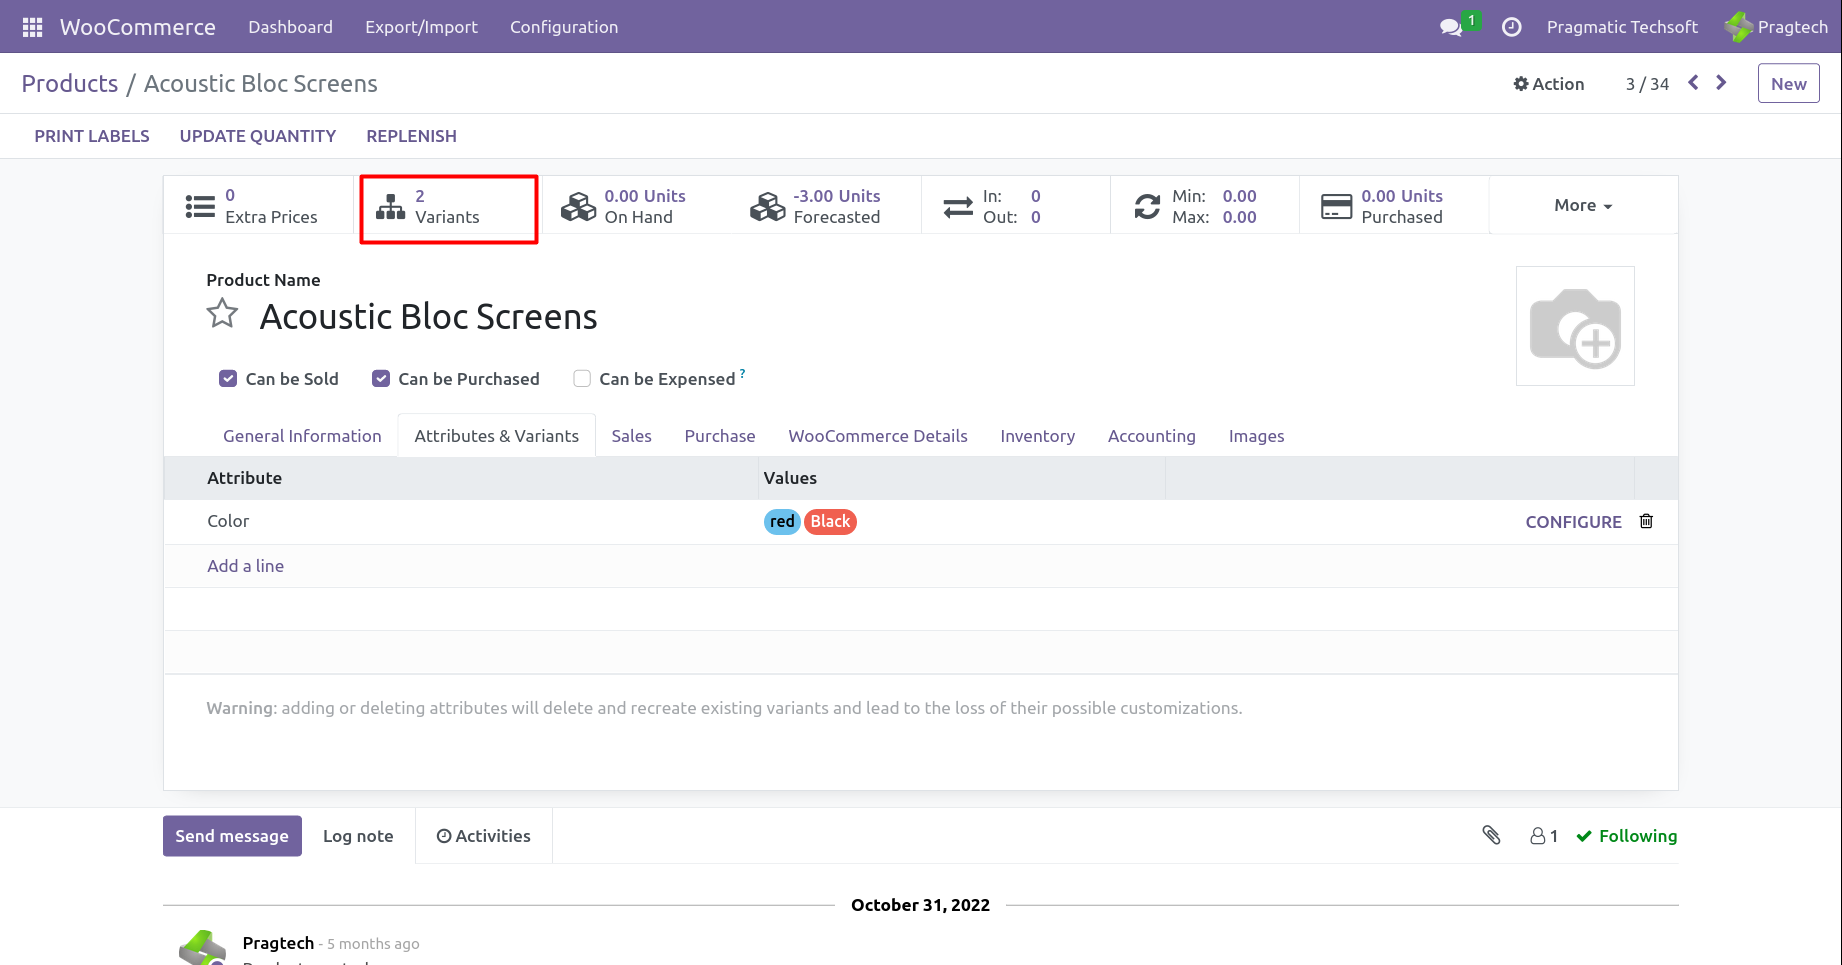 WooCommerce Dashboard Export/Import Configuration 1 Pragmatic Techsoft Pragtech
Products / Acoustic Bloc Screens Action 3 / 34 New
PRINT LABELS UPDATE QUANTITY REPLENISH
0 Extra Prices
2 Variants
0.00 Units On Hand
-3.00 Units Forecasted
In: 0
Out: 0
Min: 0.00
Max: 0.00
0.00 Units Purchased
More
Product Name
Acoustic Bloc Screens
Can be Sold Can be Purchased Can be Expensed ?
General Information Attributes & Variants Sales Purchase WooCommerce Details Inventory Accounting Images
Attribute Values
Color red Black CONFIGURE
Add a line
Warning: adding or deleting attributes will delete and recreate existing variants and lead to the loss of their possible customizations.
Send message Log note Activities 1 Following
October 31, 2022
Pragtech - 5 months ago